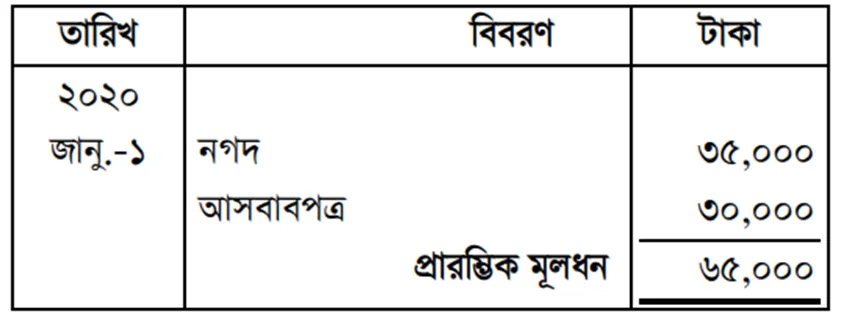 তারিখ বিবরণ টাকা
২০২০
জানু.-১ নগদ ৩৫,০০০
আসবাবপত্র ৩০,০০০
প্রারম্ভিক মূলধন ৬৫,০০০